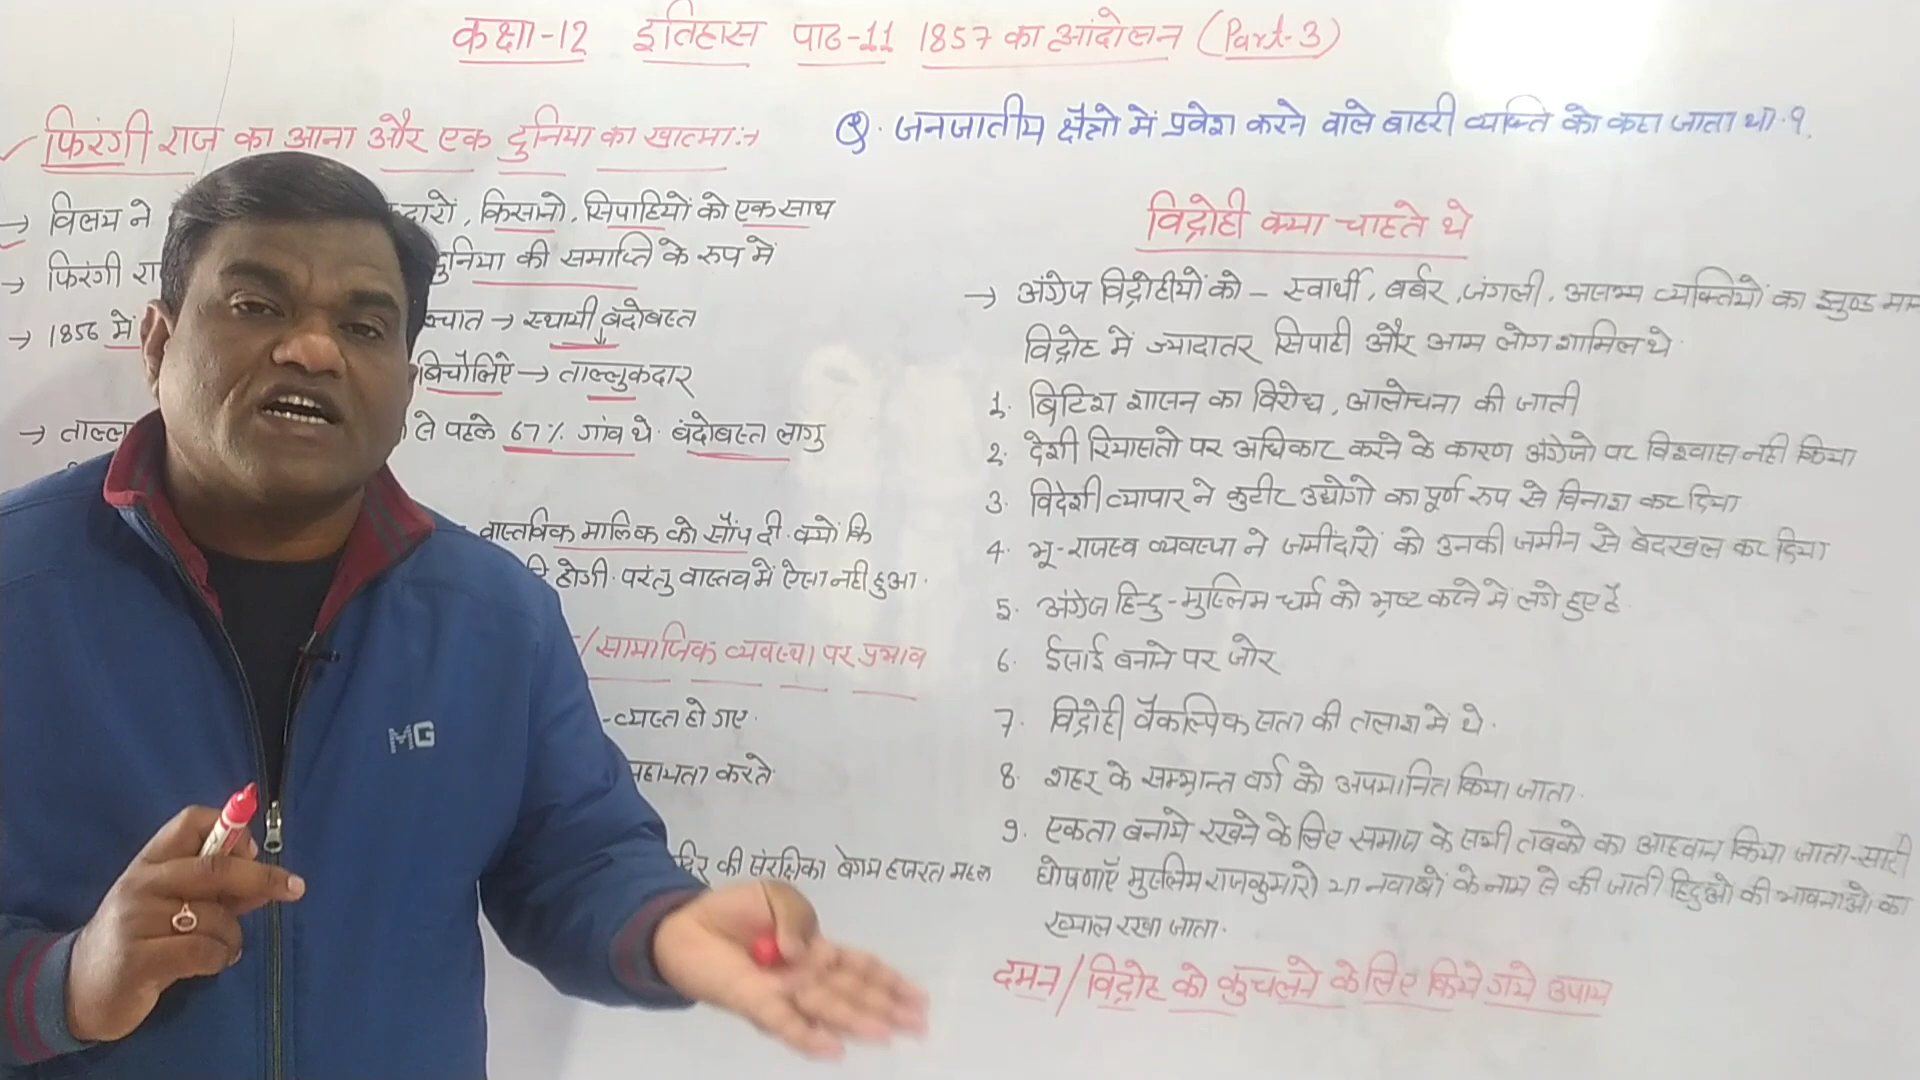 कक्षा-12 इतिहास पाठ-11 1857 का आंदोलन (Part-3)
फिरंगी राज का आना और एक दुनिया का खात्मा:→
→ विलय ने दारों, किसानो, सिपाहियों को एक साथ
→ फिरंगी रा दुनिया की समाप्ति के रुप में
→ 1856 में श्चात → स्थायी बंदोबस्त
बिचौलिए → ताल्लुकदार
→ ताल्लु से पहले 67% गांव थे. बंदोबस्त लागु
वास्तविक मालिक को सौंप दी. क्यों कि
होगी. परंतु वास्तव में ऐसा नही हुआ.
/सामाजिक व्यवस्था पर प्रभाव
-व्यस्त हो गए.
सहायता करते
की संरक्षिका बेगम हजरत महल
Q. जनजातीय क्षैत्रो में प्रवेश करने वाले बाहरी व्यक्ति को कहा जाता था.?
विद्रोही क्या चाहते थे
→ अंग्रेज विद्रोहीयों को – स्वार्थी, बर्बर, जंगली, असभ्य व्यक्तियों का झुण्ड मान
विद्रोह में ज्यादातर सिपाही और आम लोग शामिल थे.
1. ब्रिटिश शासन का विरोध, आलोचना की जाती
2. देशी रियासतो पर अधिकार करने के कारण अंग्रेजो पर विश्वास नही किया
3. विदेशी व्यापार ने कुटीर उद्योगो का पूर्ण रुप से विनाश कर दिया
4. भू-राजस्व व्यवस्था ने जमींदारों को उनकी जमीन से बेदखल कर दिया
5. अंग्रेज हिन्दु-मुस्लिम धर्म को भ्रष्ट करने में लगे हुए है.
6. ईसाई बनाने पर जोर
7. विद्रोही वैकल्पिक सता की तलाश में थे.
8. शहर के सम्भ्रान्त वर्ग को अपमानित किया जाता.
9. एकता बनाये रखने के लिए समाज के सभी तबको का आहवान किया जाता-सारी
घोषणाएँ मुस्लिम राजकुमारो या नवाबों के नाम से की जाती हिंदुओ की भावनाओ का
ख्याल रखा जाता.
दमन/विद्रोह को कुचलने के लिए किये गये उपाय
MG